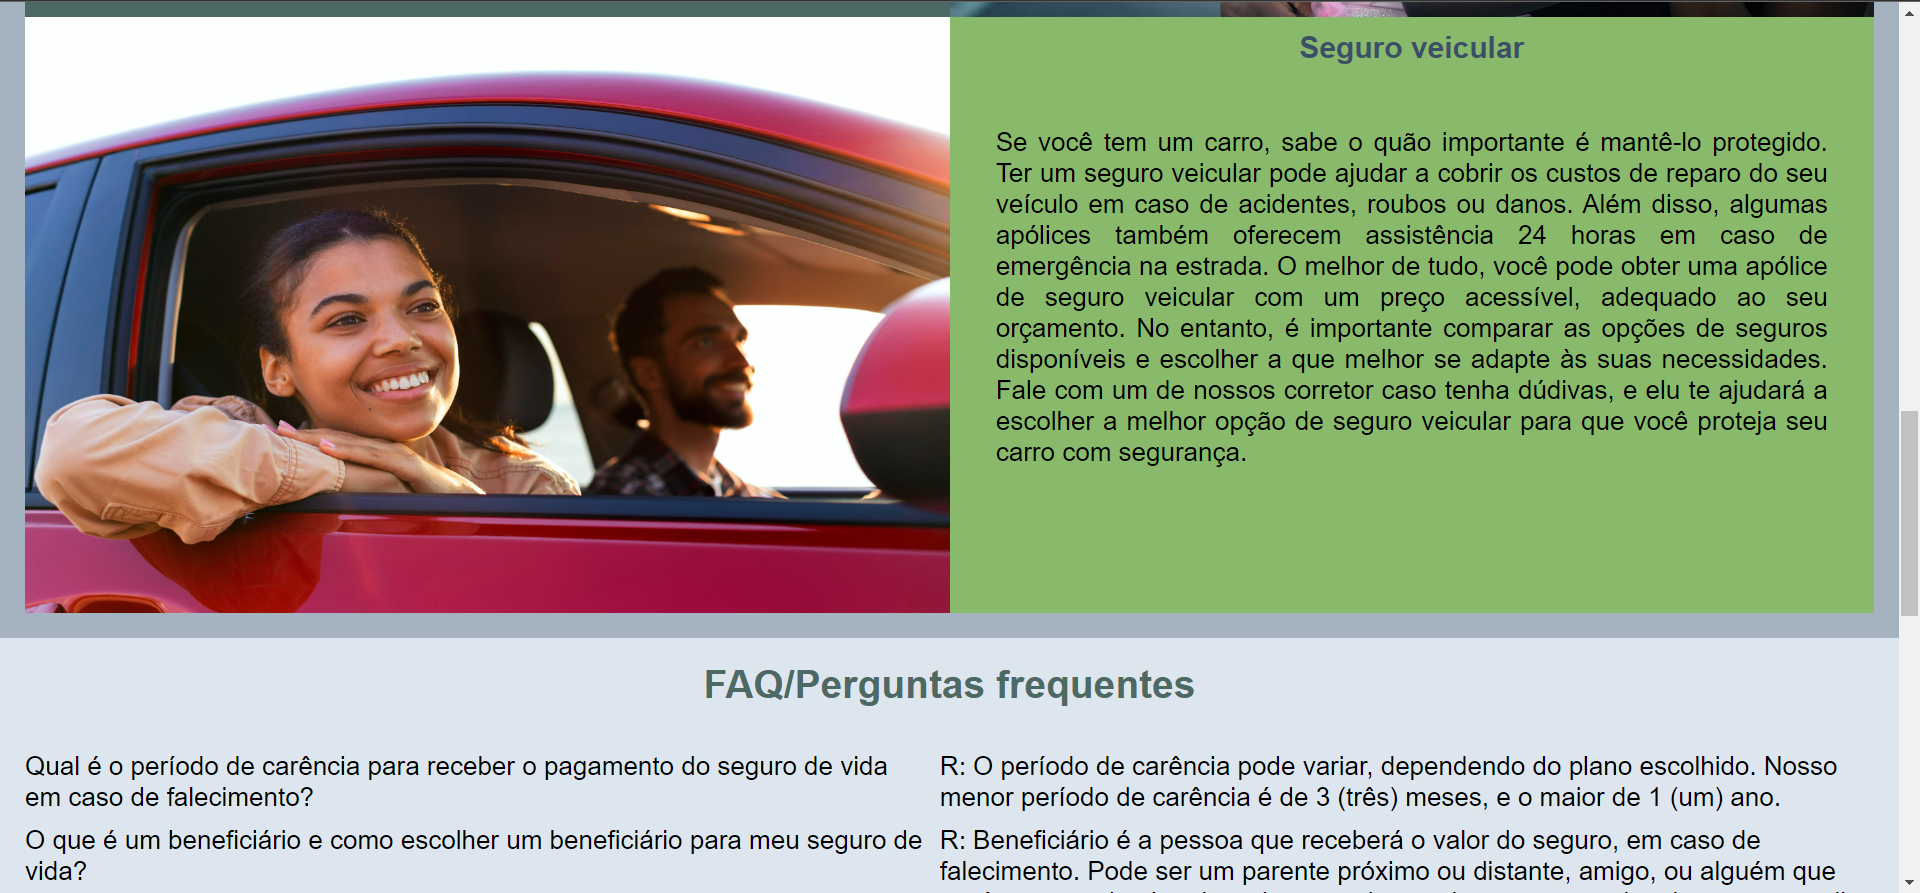 Seguro veicular
Se você tem um carro, sabe o quão importante é mantê-lo protegido.
Ter um seguro veicular pode ajudar a cobrir os custos de reparo do seu
veículo em caso de acidentes, roubos ou danos. Além disso, algumas
apólices também oferecem assistência 24 horas em caso de
emergência na estrada. O melhor de tudo, você pode obter uma apólice
de seguro veicular com um preço acessível, adequado ao seu
orçamento. No entanto, é importante comparar as opções de seguros
disponíveis e escolher a que melhor se adapte às suas necessidades.
Fale com um de nossos corretor caso tenha dúdivas, e elu te ajudará a
escolher a melhor opção de seguro veicular para que você proteja seu
carro com segurança.
FAQ/Perguntas frequentes
Qual é o período de carência para receber o pagamento do seguro de vida
em caso de falecimento?
R: O período de carência pode variar, dependendo do plano escolhido. Nosso
menor período de carência é de 3 (três) meses, e o maior de 1 (um) ano.
O que é um beneficiário e como escolher um beneficiário para meu seguro de
vida?
R: Beneficiário é a pessoa que receberá o valor do seguro, em caso de
falecimento. Pode ser um parente próximo ou distante, amigo, ou alguém que